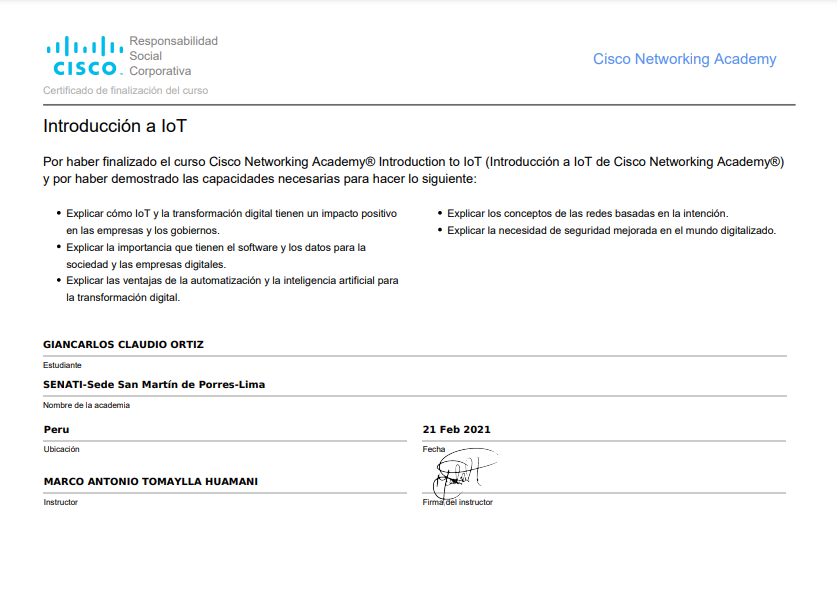 Responsabilidad
Social
CISCO Corporativa
Cisco Networking Academy
Certificado de finalización del curso
Introducción a IoT
Por haber finalizado el curso Cisco Networking Academy® Introduction to IoT (Introducción a IoT de Cisco Networking Academy®)
y por haber demostrado las capacidades necesarias para hacer lo siguiente:
• Explicar cómo IoT y la transformación digital tienen un impacto positivo
en las empresas y los gobiernos.
• Explicar la importancia que tienen el software y los datos para la
sociedad y las empresas digitales.
• Explicar las ventajas de la automatización y la inteligencia artificial para
la transformación digital.
• Explicar los conceptos de las redes basadas en la intención.
• Explicar la necesidad de seguridad mejorada en el mundo digitalizado.
GIANCARLOS CLAUDIO ORTIZ
Estudiante
SENATI-Sede San Martín de Porres-Lima
Nombre de la academia
Peru
Ubicación
21 Feb 2021
Fecha
MARCO ANTONIO TOMAYLLA HUAMANI
Instructor
Firma del instructor